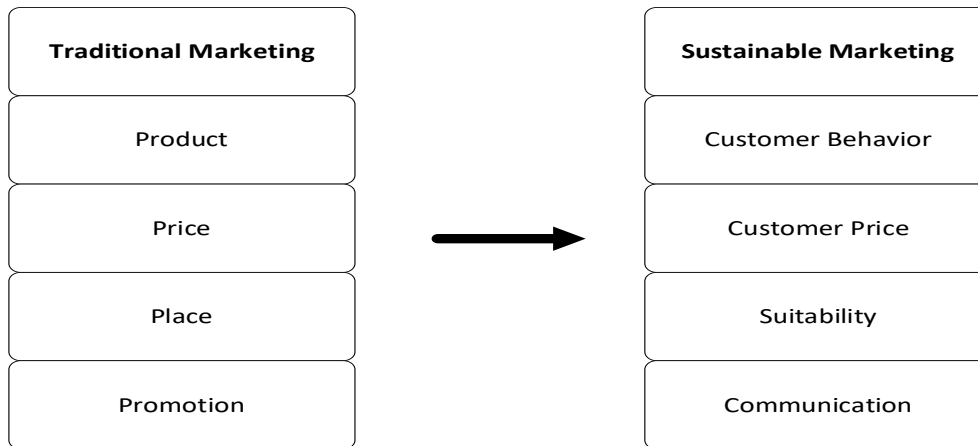 Traditional Marketing
Product
Price
Place
Promotion
Sustainable Marketing
Customer Behavior
Customer Price
Suitability
Communication